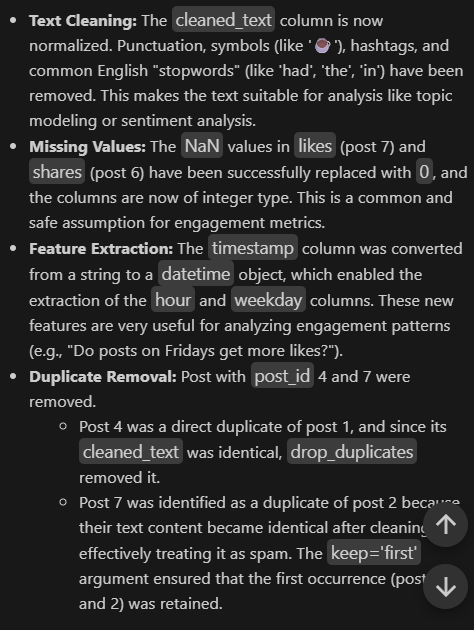 Text Cleaning: The cleaned_text column is now
normalized. Punctuation, symbols (like '☕'), hashtags, and
common English "stopwords" (like 'had', 'the', 'in') have been
removed. This makes the text suitable for analysis like topic
modeling or sentiment analysis.
Missing Values: The NaN values in likes (post 7) and
shares (post 6) have been successfully replaced with 0, and
the columns are now of integer type. This is a common and
safe assumption for engagement metrics.
Feature Extraction: The timestamp column was converted
from a string to a datetime object, which enabled the
extraction of the hour and weekday columns. These new
features are very useful for analyzing engagement patterns
(e.g., "Do posts on Fridays get more likes?").
Duplicate Removal: Post with post_id 4 and 7 were
removed.
Post 4 was a direct duplicate of post 1, and since its
cleaned_text was identical, drop_duplicates
removed it.
Post 7 was identified as a duplicate of post 2 because
their text content became identical after cleaning
effectively treating it as spam. The keep='first'
argument ensured that the first occurrence (post
and 2) was retained.